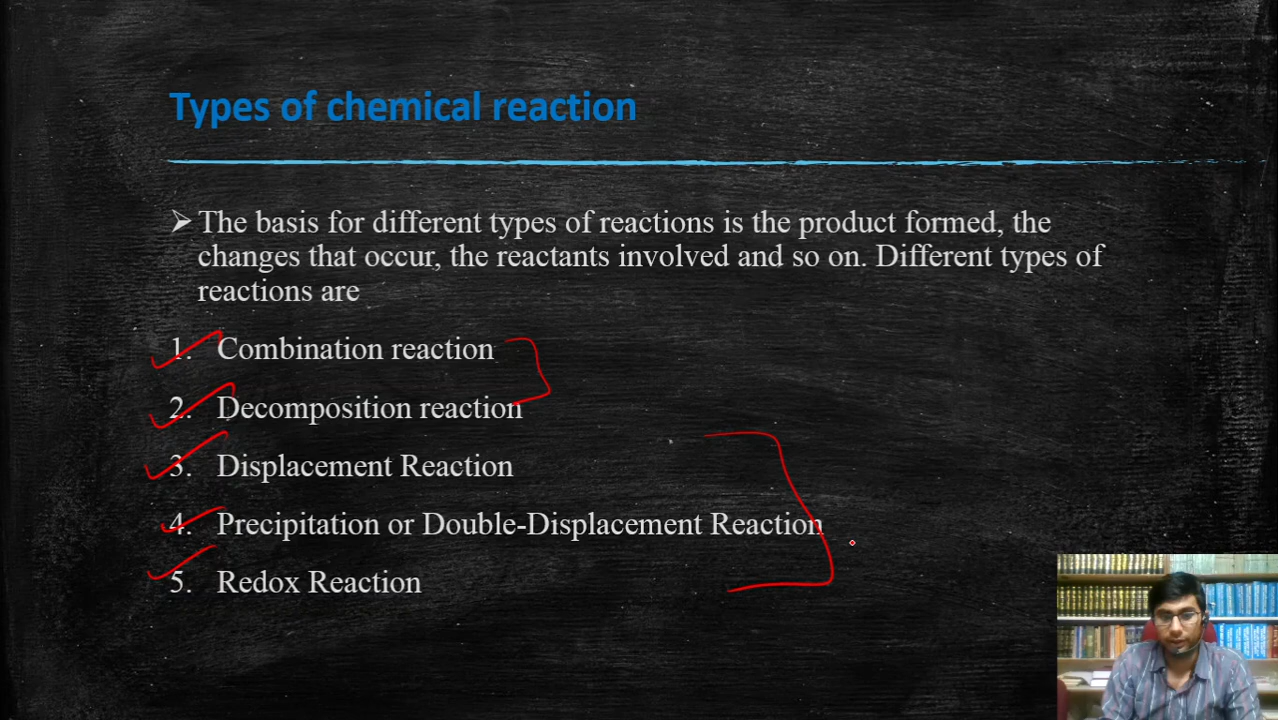 Types of chemical reaction
➢ The basis for different types of reactions is the product formed, the
changes that occur, the reactants involved and so on. Different types of
reactions are
1. Combination reaction
2. Decomposition reaction
3. Displacement Reaction
4. Precipitation or Double-Displacement Reaction
5. Redox Reaction